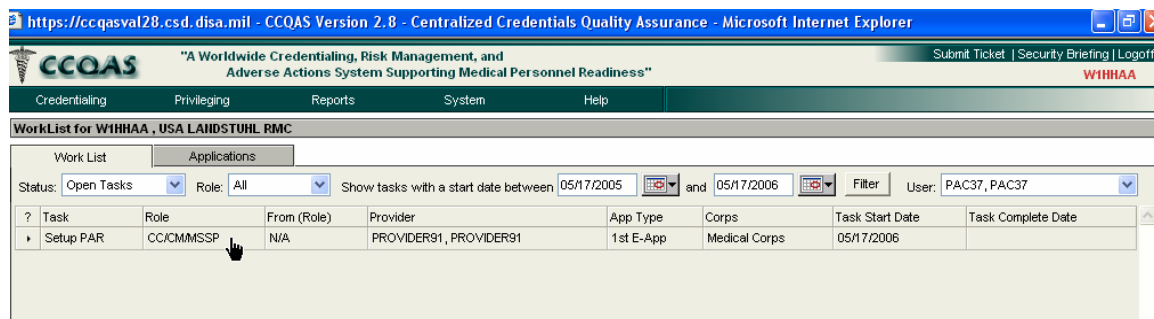 https://ccqasval28.csd.disa.mil - CCQAS Version 2.8 - Centralized Credentials Quality Assurance - Microsoft Internet Explorer
CCQAS
"A Worldwide Credentialing, Risk Management, and
Adverse Actions System Supporting Medical Personnel Readiness"
Submit Ticket | Security Briefing | Logoff
W1HHAA
Credentialing Privileging Reports System Help
WorkList for W1HHAA , USA LANDSTUHL RMC
Work List Applications
Status: Open Tasks Role: All Show tasks with a start date between 05/17/2005 and 05/17/2006 Filter User: PAC37, PAC37
? Task Role From (Role) Provider App Type Corps Task Start Date Task Complete Date
Setup PAR CC/CM/MSSP N/A PROVIDER91, PROVIDER91 1st E-App Medical Corps 05/17/2006